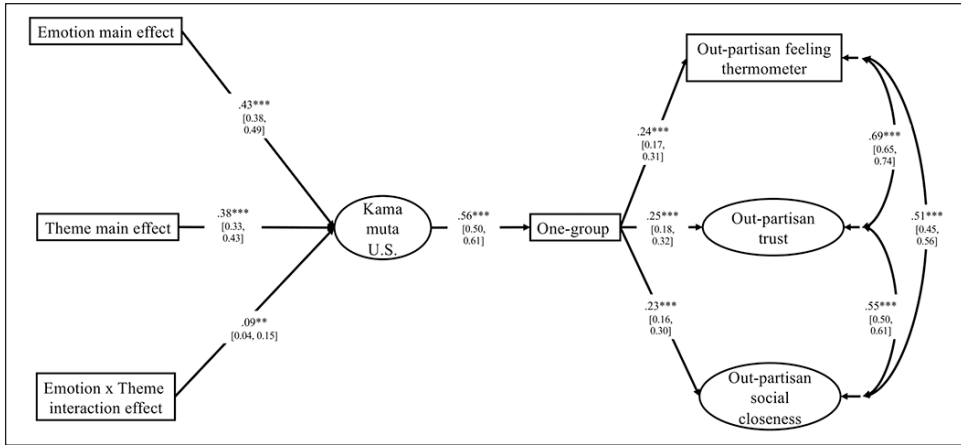 Emotion main effect
.43***
[0.38,
0.49]
Theme main effect
.38***
[0.33,
0.43]
Emotion x Theme
interaction effect
.09**
[0.04, 0.15]
Kama
muta
U.S.
.56***
[0.50,
0.61]
One-group
.24***
[0.17,
0.31]
.25***
[0.18,
0.32]
.23***
[0.16,
0.30]
Out-partisan feeling
thermometer
Out-partisan
trust
Out-partisan
social
closeness
.69***
[0.65,
0.74]
.51***
[0.45,
0.56]
.55***
[0.50,
0.61]